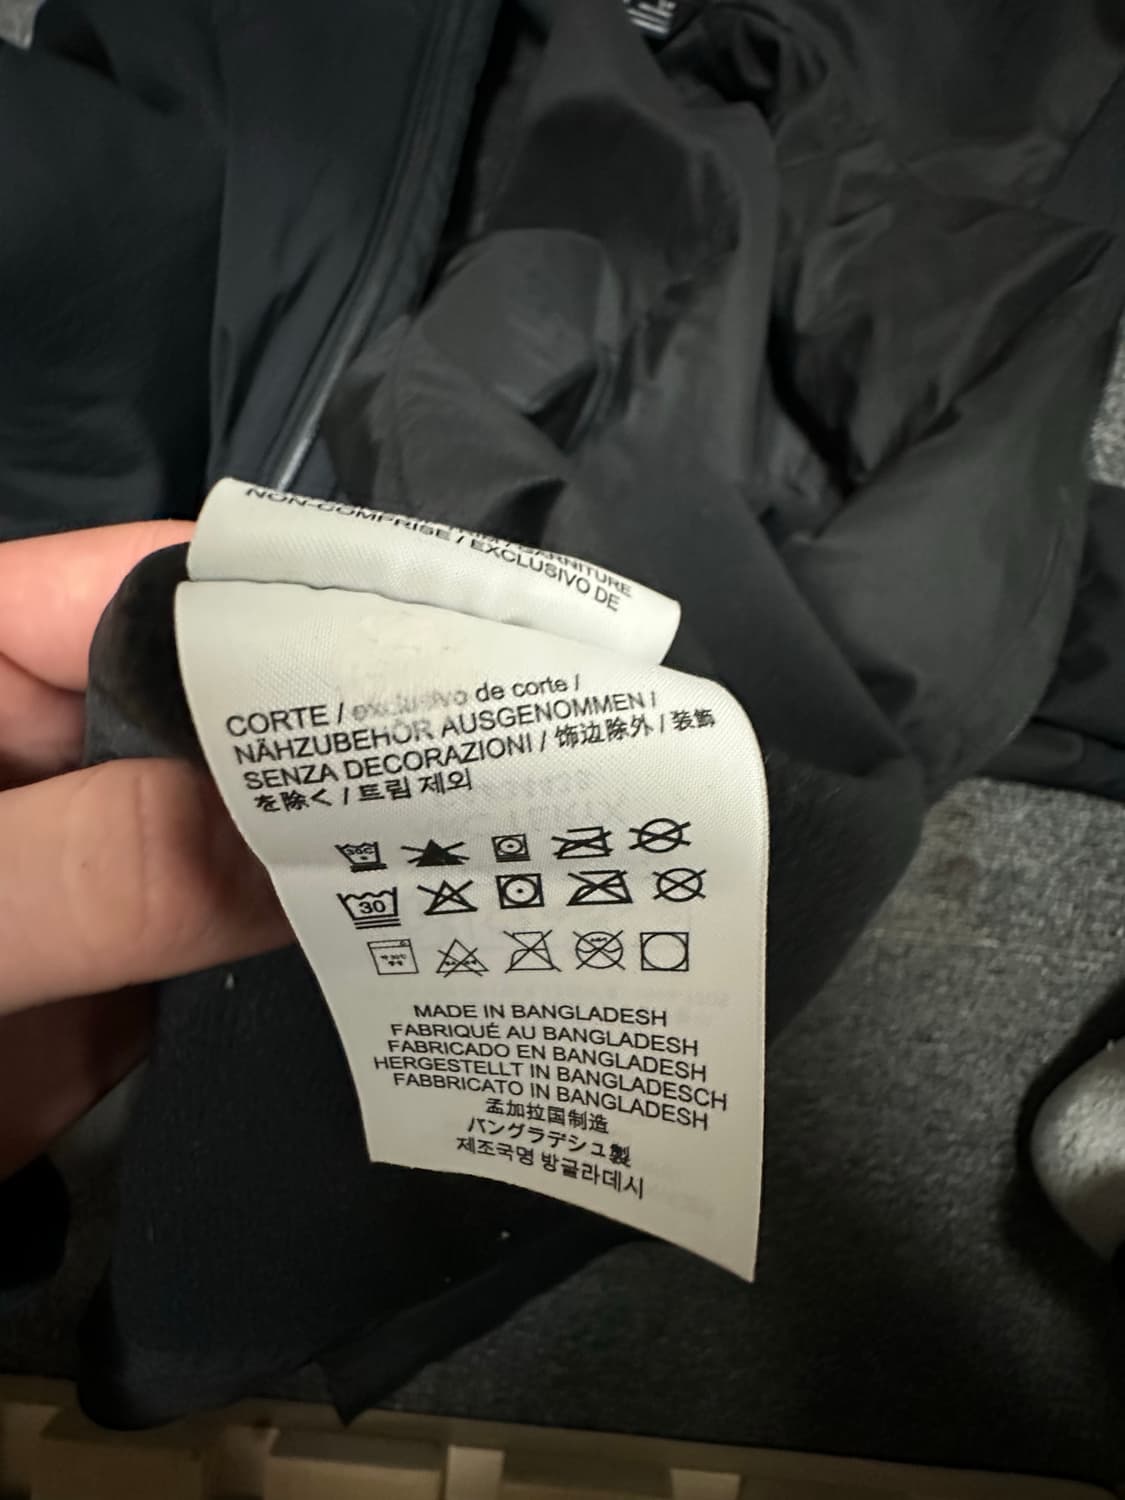 GARNITURE
NON-COMPRISE / EXCLUSIVO DE
CORTE / exclusivo de corte /
NÄHZUBEHÖR AUSGENOMMEN /
SENZA DECORAZIONI / 饰边除外 / 装飾
を除く / 트림 제외
30
MADE IN BANGLADESH
FABRIQUÉ AU BANGLADESH
FABRICADO EN BANGLADESH
HERGESTELLT IN BANGLADESCH
FABBRICATO IN BANGLADESH
孟加拉国制造
バングラデシュ製
제조국명 방글라데시